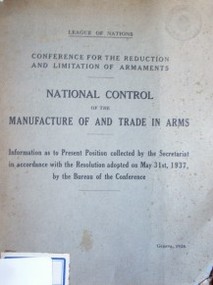 LEAGUE OF NATIONS
CONFERENCE FOR THE REDUCTION
AND LIMITATION OF ARMAMENTS
NATIONAL CONTROL
OF THE
MANUFACTURE OF AND TRADE IN ARMS
Information as to Present Position collected by the Secretariat
in accordance with the Resolution adopted on May 31st, 1937,
by the Bureau of the Conference
Geneva, 1938